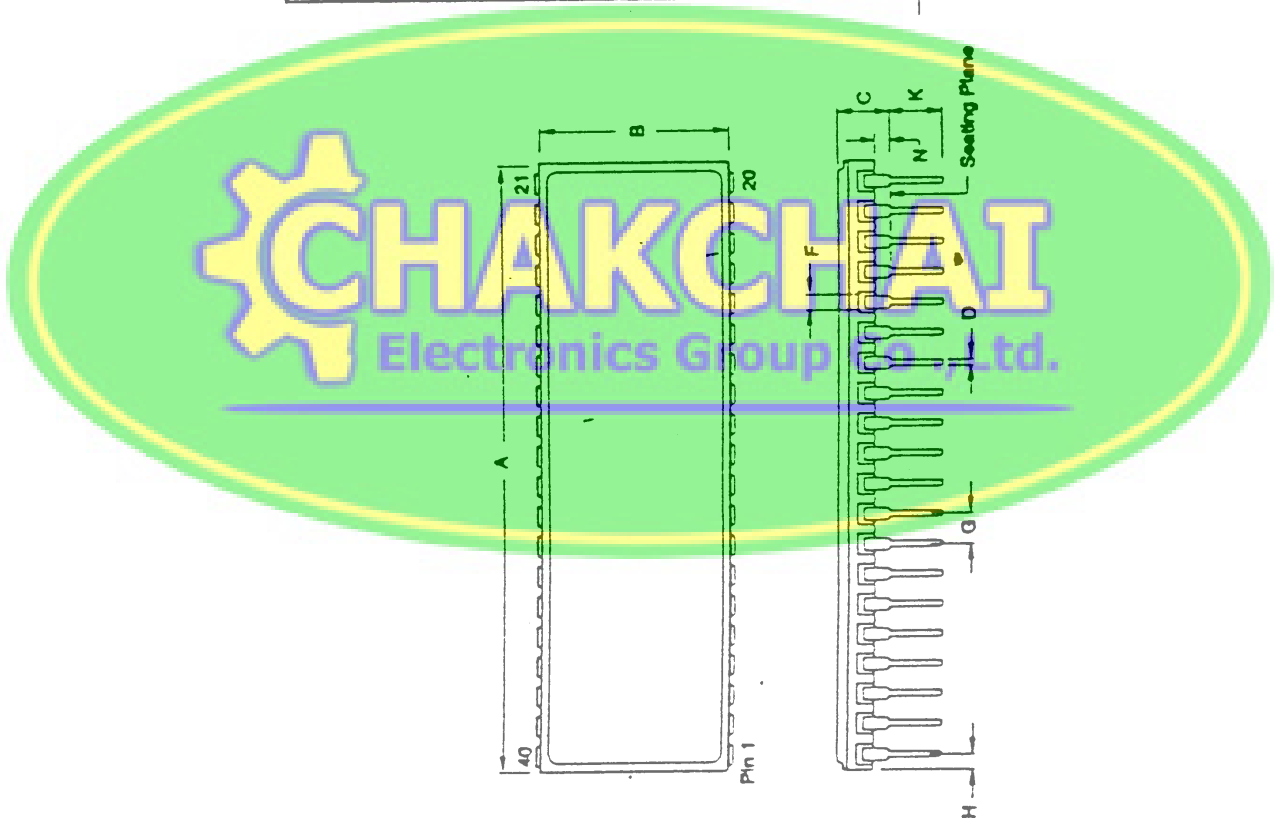 CHAKCHAI
Electronics Group Co .,Ltd.
A
B
21
20
40
Pin 1
C
K
N
Seating Plane
F
D
G
H